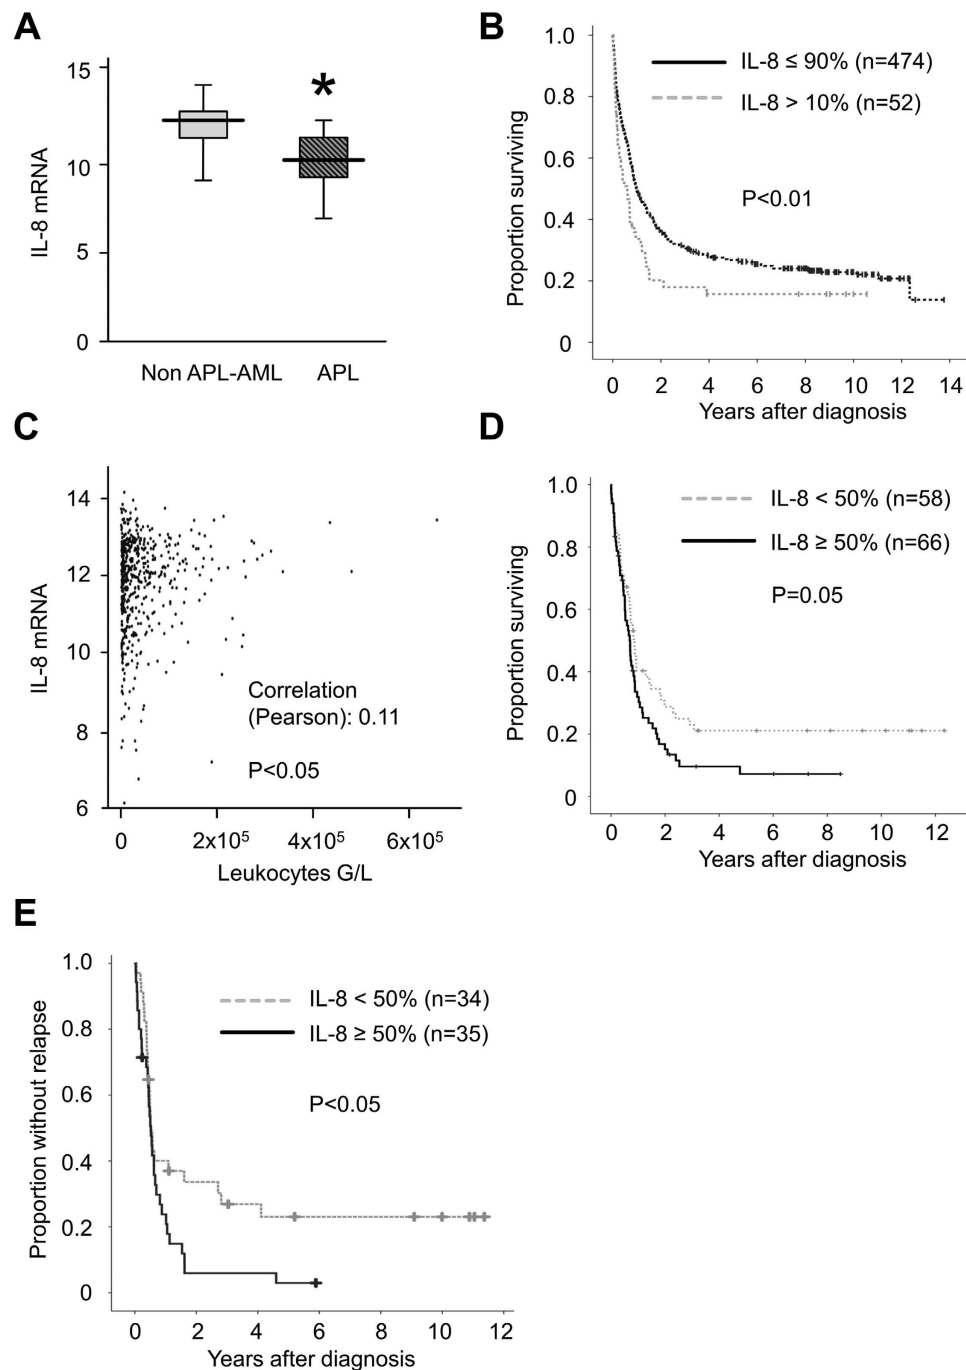 A
15
10
5
0
IL-8 mRNA
*
Non APL-AML
APL
B
1.0
0.8
0.6
0.4
0.2
0
Proportion surviving
IL-8 ≤ 90% (n=474)
IL-8 > 10% (n=52)
P<0.01
0 2 4 6 8 10 12 14
Years after diagnosis
C
14
12
10
8
6
IL-8 mRNA
Correlation
(Pearson): 0.11
P<0.05
0 2x10⁵ 4x10⁵ 6x10⁵
Leukocytes G/L
D
1.0
0.8
0.6
0.4
0.2
0
Proportion surviving
IL-8 < 50% (n=58)
IL-8 ≥ 50% (n=66)
P=0.05
0 2 4 6 8 10 12
Years after diagnosis
E
1.0
0.8
0.6
0.4
0.2
0
Proportion without relapse
IL-8 < 50% (n=34)
IL-8 ≥ 50% (n=35)
P<0.05
0 2 4 6 8 10 12
Years after diagnosis